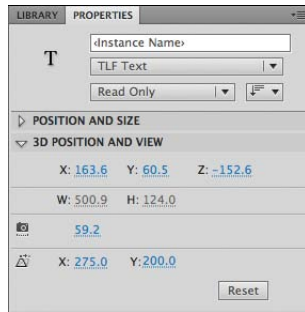 LIBRARY PROPERTIES
T
<Instance Name>
TLF Text
Read Only
POSITION AND SIZE
3D POSITION AND VIEW
X: 163.6 Y: 60.5 Z: -152.6
W: 500.9 H: 124.0
59.2
X: 275.0 Y: 200.0
Reset